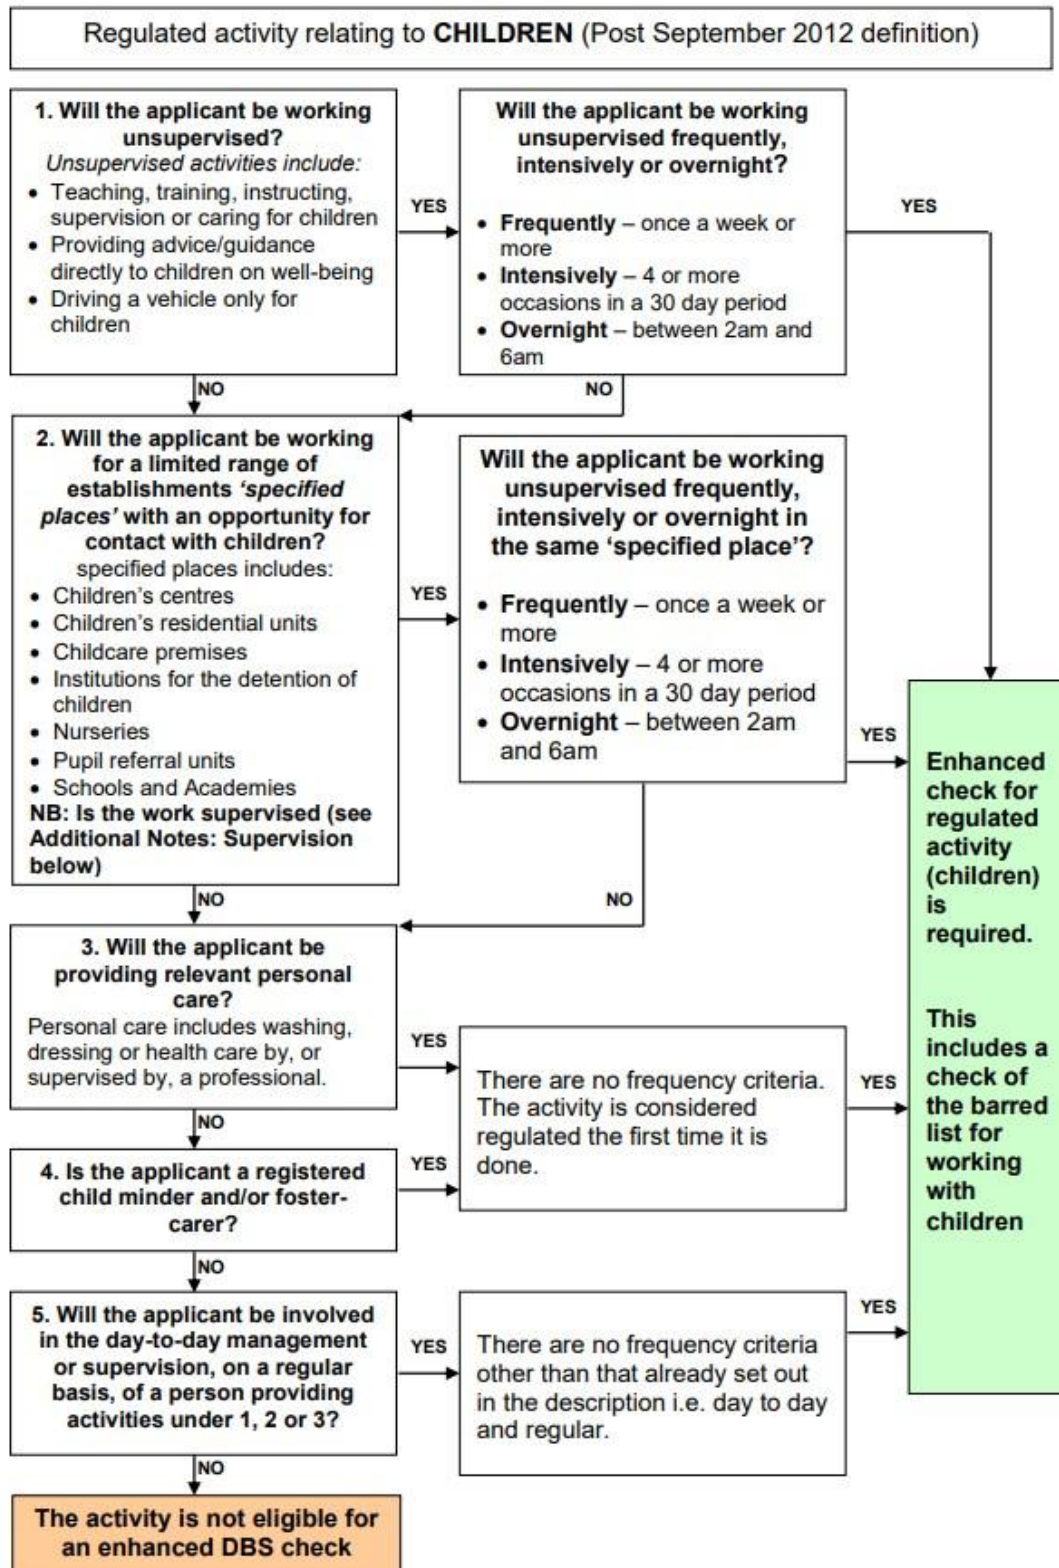 Regulated activity relating to CHILDREN (Post September 2012 definition)
1. Will the applicant be working
unsupervised?
Unsupervised activities include:
• Teaching, training, instructing,
supervision or caring for children
• Providing advice/guidance
directly to children on well-being
• Driving a vehicle only for
children
YES
Will the applicant be working
unsupervised frequently,
intensively or overnight?
• Frequently – once a week or
more
• Intensively – 4 or more
occasions in a 30 day period
• Overnight – between 2am and
6am
YES
NO
NO
2. Will the applicant be working
for a limited range of
establishments ‘specified
places’ with an opportunity for
contact with children?
specified places includes:
• Children’s centres
• Children’s residential units
• Childcare premises
• Institutions for the detention of
children
• Nurseries
• Pupil referral units
• Schools and Academies
NB: Is the work supervised (see
Additional Notes: Supervision
below)
YES
Will the applicant be working
unsupervised frequently,
intensively or overnight in
the same ‘specified place’?
• Frequently – once a week or
more
• Intensively – 4 or more
occasions in a 30 day period
• Overnight – between 2am
and 6am
YES
NO
NO
3. Will the applicant be
providing relevant personal
care?
Personal care includes washing,
dressing or health care by, or
supervised by, a professional.
YES
There are no frequency criteria.
The activity is considered
regulated the first time it is
done.
YES
NO
4. Is the applicant a registered
child minder and/or foster-
carer?
YES
NO
5. Will the applicant be involved
in the day-to-day management
or supervision, on a regular
basis, of a person providing
activities under 1, 2 or 3?
YES
There are no frequency criteria
other than that already set out
in the description i.e. day to day
and regular.
YES
Enhanced
check for
regulated
activity
(children)
is
required.
This
includes a
check of
the barred
list for
working
with
children
NO
The activity is not eligible for
an enhanced DBS check